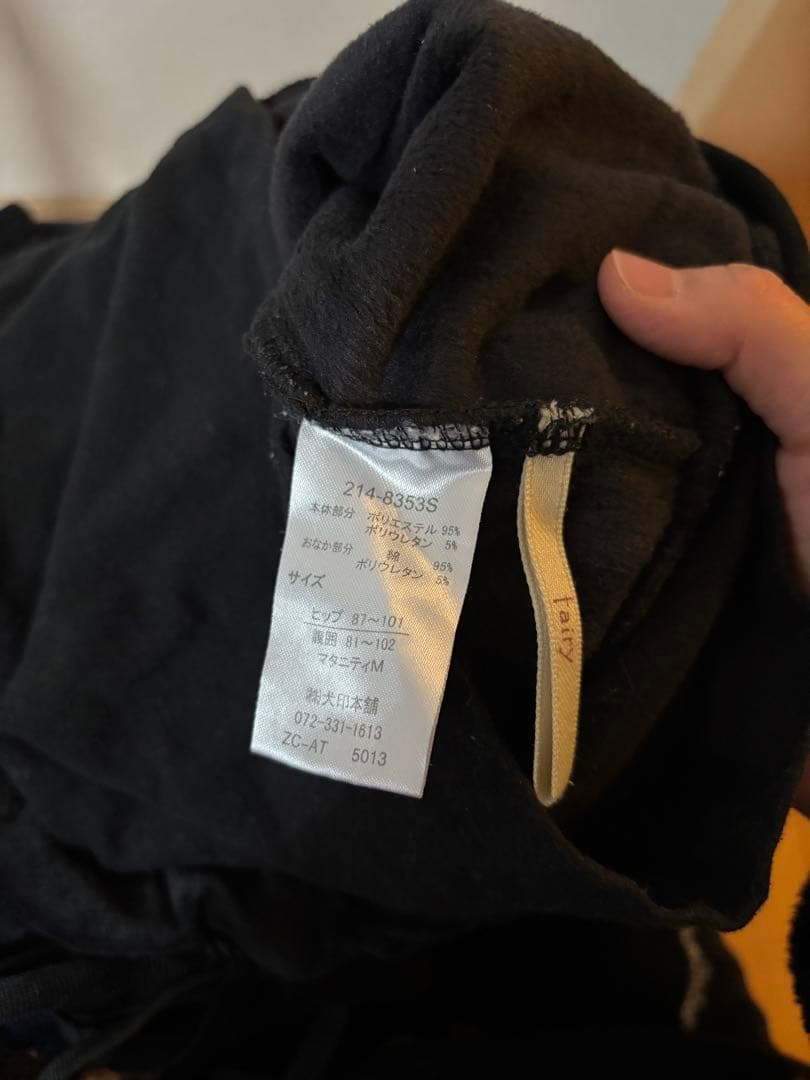 214-8353S
本体部分 ポリエステル 95%
ポリウレタン 5%
おなか部分 綿 95%
ポリウレタン 5%
サイズ
ヒップ 87～101
腹囲 81～102
マタニティM
㈱犬印本舗
072-331-1613
ZC-AT 5013
fairy